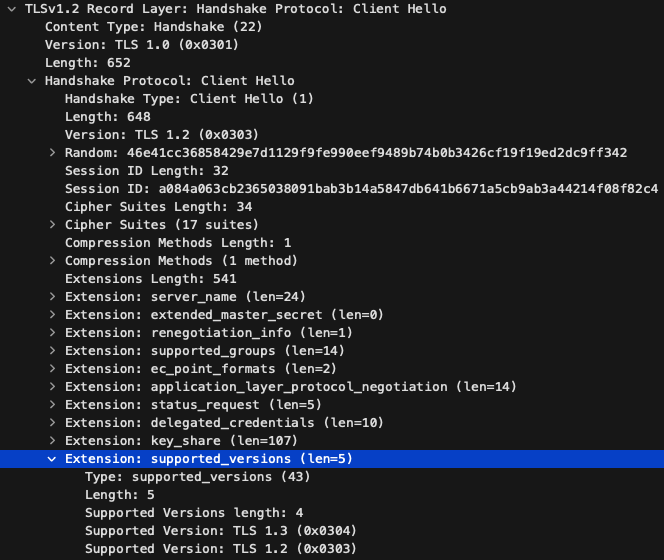 TLSv1.2 Record Layer: Handshake Protocol: Client Hello
Content Type: Handshake (22)
Version: TLS 1.0 (0x0301)
Length: 652
Handshake Protocol: Client Hello
Handshake Type: Client Hello (1)
Length: 648
Version: TLS 1.2 (0x0303)
Random: 46e41cc36858429e7d1129f9fe990eef9489b74b0b3426cf19f19ed2dc9ff342
Session ID Length: 32
Session ID: a084a063cb2365038091bab3b14a5847db641b6671a5cb9ab3a44214f08f82c4
Cipher Suites Length: 34
Cipher Suites (17 suites)
Compression Methods Length: 1
Compression Methods (1 method)
Extensions Length: 541
Extension: server_name (len=24)
Extension: extended_master_secret (len=0)
Extension: renegotiation_info (len=1)
Extension: supported_groups (len=14)
Extension: ec_point_formats (len=2)
Extension: application_layer_protocol_negotiation (len=14)
Extension: status_request (len=5)
Extension: delegated_credentials (len=10)
Extension: key_share (len=107)
Extension: supported_versions (len=5)
Type: supported_versions (43)
Length: 5
Supported Versions length: 4
Supported Version: TLS 1.3 (0x0304)
Supported Version: TLS 1.2 (0x0303)